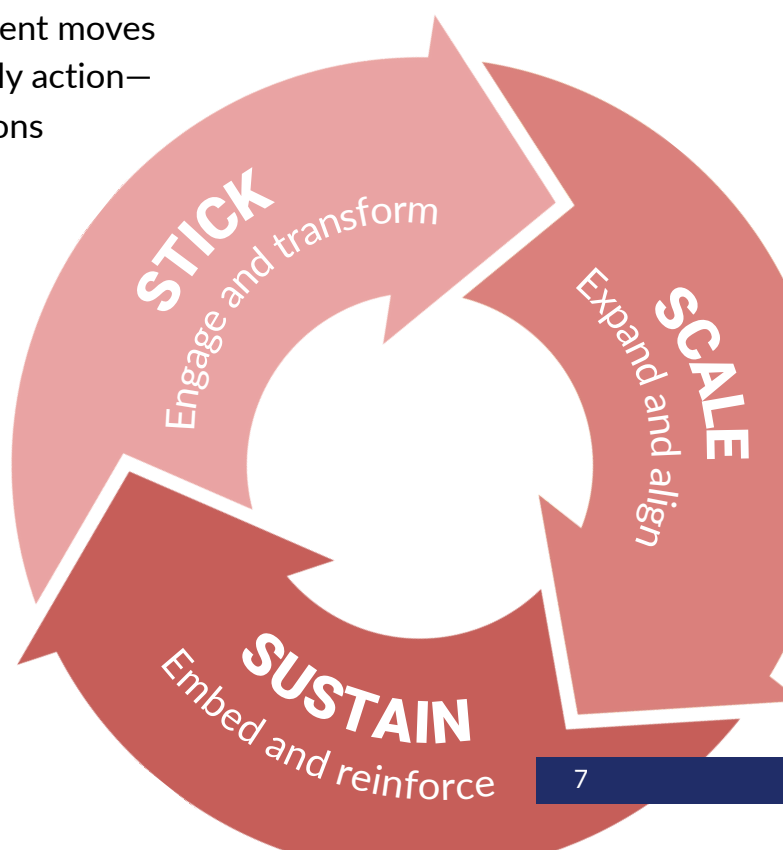 ent moves
ly action—
ons
STICK
Engage and transform
SCALE
Expand and align
SUSTAIN
Embed and reinforce
7